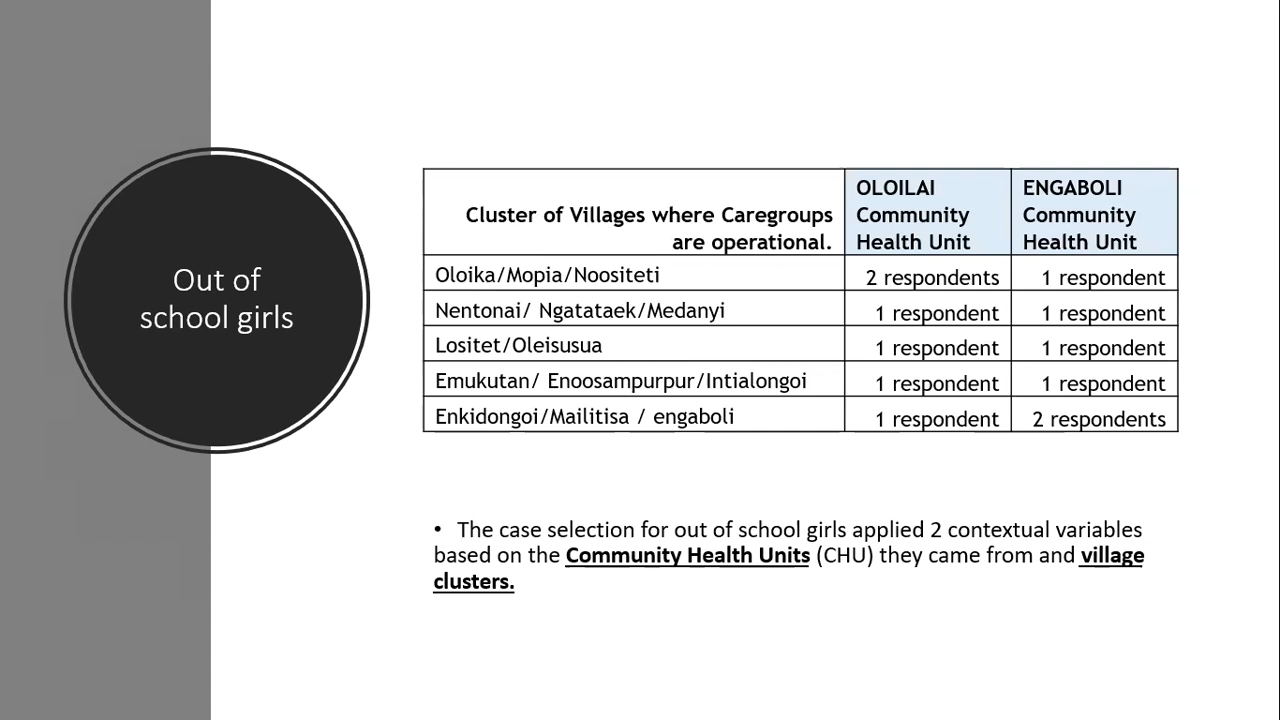 Out of
school girls
Cluster of Villages where Caregroups
are operational.
OLOILAI
Community
Health Unit
ENGABOLI
Community
Health Unit
Oloika/Mopia/Noositeti
2 respondents
1 respondent
Nentonai/ Ngatataek/Medanyi
1 respondent
1 respondent
Lositet/Oleisusua
1 respondent
1 respondent
Emukutan/ Enoosampurpur/Intialongoi
1 respondent
1 respondent
Enkidongoi/Mailitisa / engaboli
1 respondent
2 respondents
• The case selection for out of school girls applied 2 contextual variables
based on the Community Health Units (CHU) they came from and village
clusters.